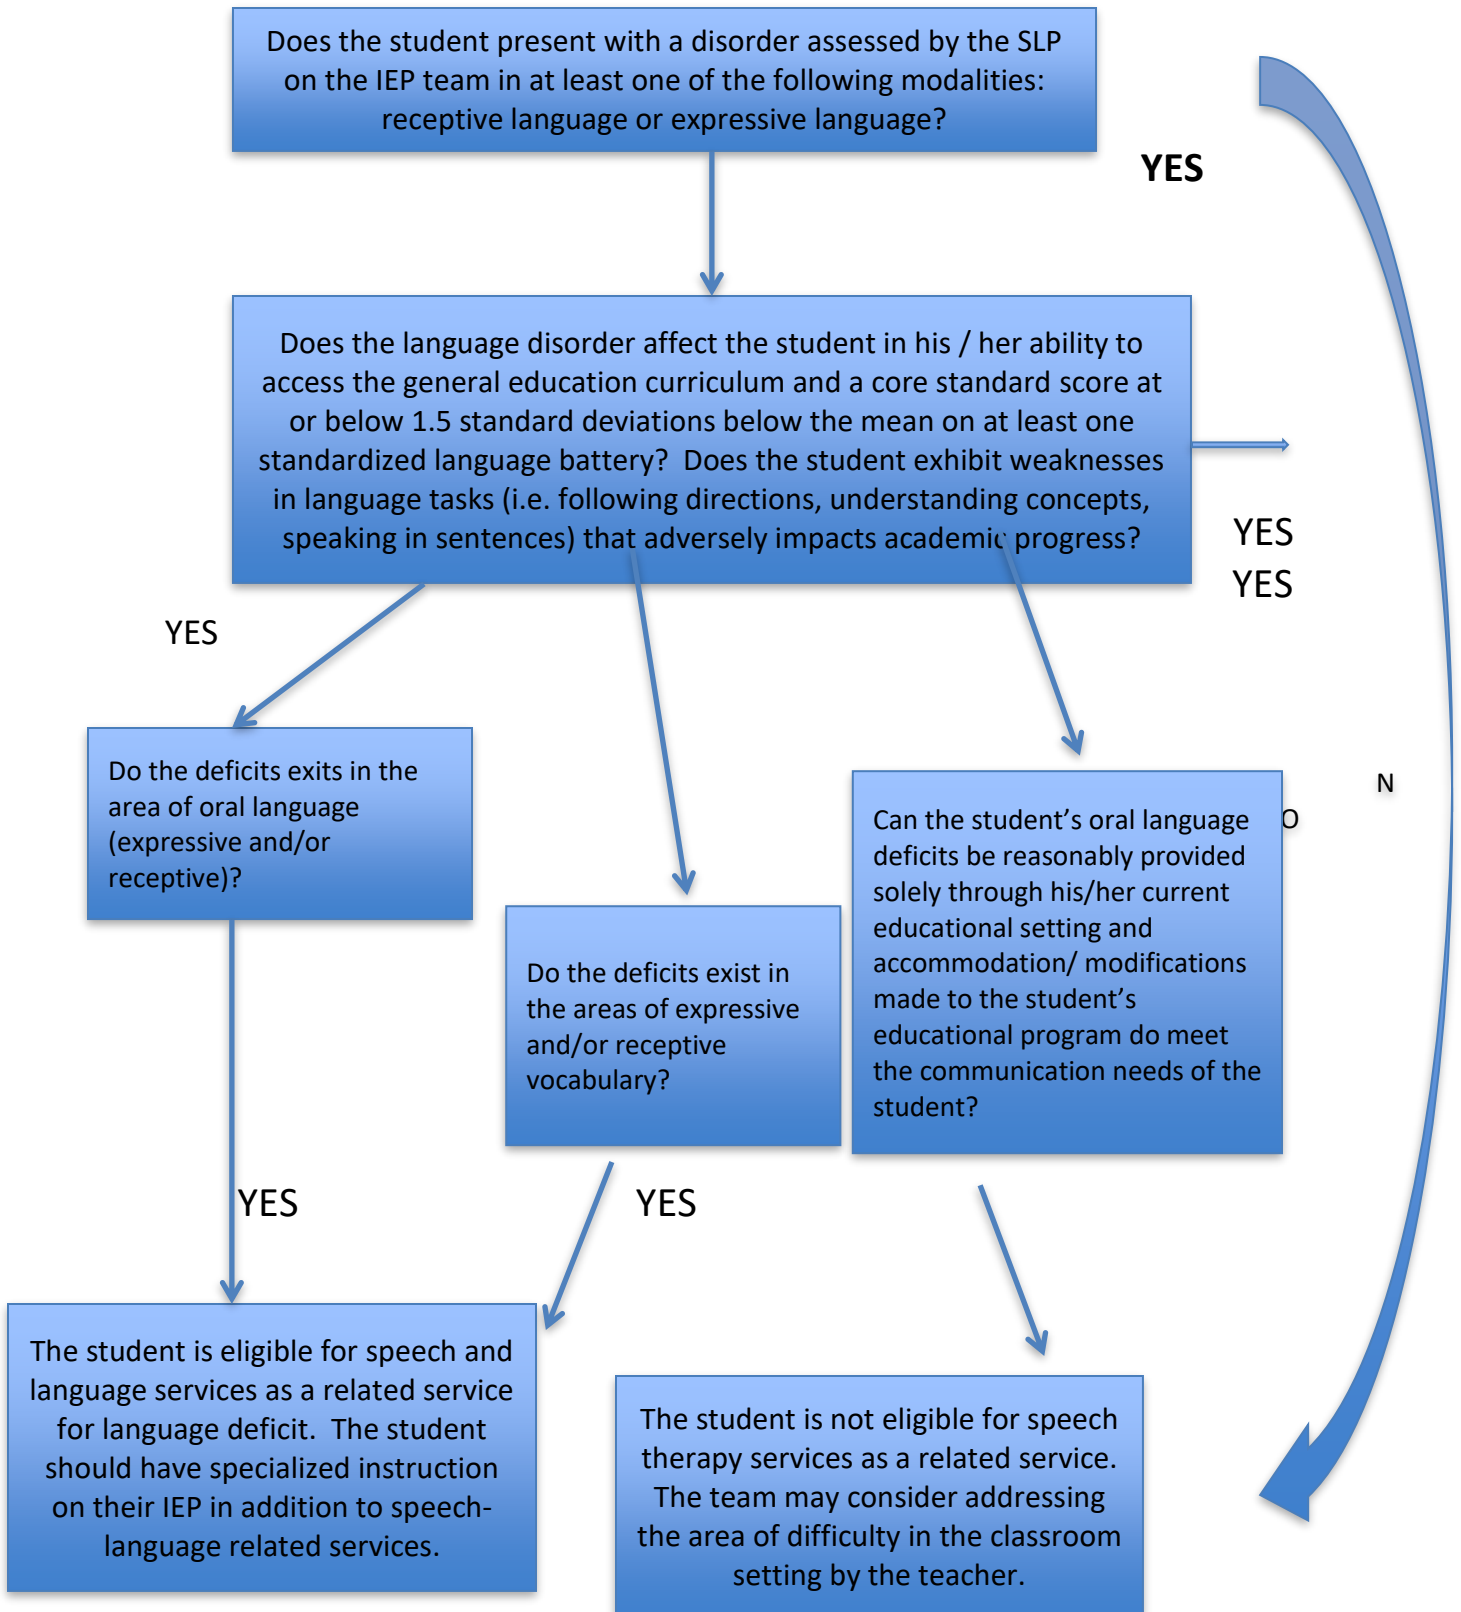 Does the student present with a disorder assessed by the SLP
on the IEP team in at least one of the following modalities:
receptive language or expressive language?
YES
Does the language disorder affect the student in his / her ability to
access the general education curriculum and a core standard score at
or below 1.5 standard deviations below the mean on at least one
standardized language battery?  Does the student exhibit weaknesses
in language tasks (i.e. following directions, understanding concepts,
speaking in sentences) that adversely impacts academic progress?
YES
YES
YES
Do the deficits exits in the
area of oral language
(expressive and/or
receptive)?
Do the deficits exist in
the areas of expressive
and/or receptive
vocabulary?
Can the student’s oral language
deficits be reasonably provided
solely through his/her current
educational setting and
accommodation/ modifications
made to the student’s
educational program do meet
the communication needs of the
student?
N
O
YES
YES
The student is eligible for speech and
language services as a related service
for language deficit.  The student
should have specialized instruction
on their IEP in addition to speech-
language related services.
The student is not eligible for speech
therapy services as a related service.
The team may consider addressing
the area of difficulty in the classroom
setting by the teacher.